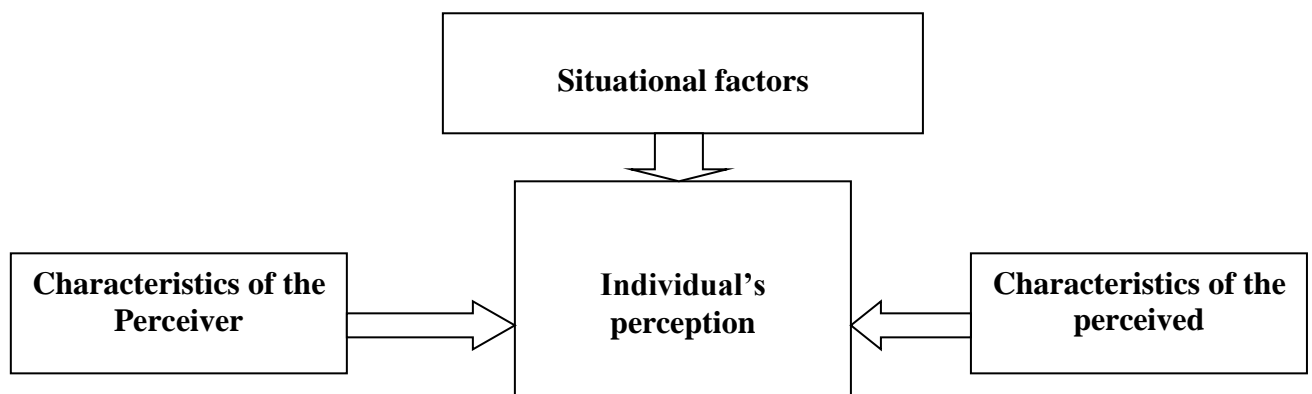 Situational factors
Characteristics of the
Perceiver
Individual’s
perception
Characteristics of the
perceived